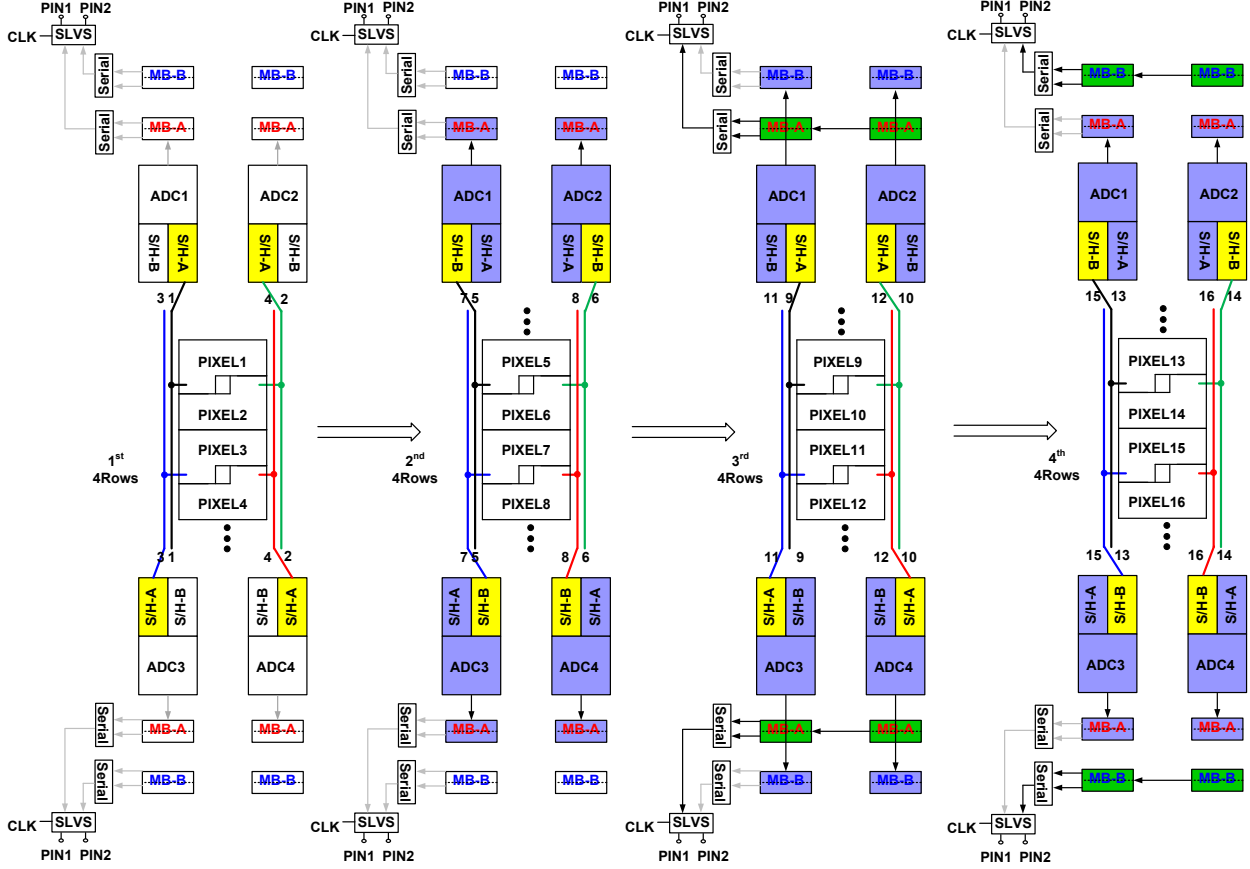 PIN1 PIN2 PIN1 PIN2 PIN1 PIN2 PIN1 PIN2
CLK SLVS CLK SLVS CLK SLVS CLK SLVS
Serial MB-B MB-B Serial MB-B MB-B Serial MB-B MB-B Serial MB-B MB-B
Serial MB-A MB-A Serial MB-A MB-A Serial MB-A MB-A Serial MB-A MB-A
ADC1 ADC2 ADC1 ADC2 ADC1 ADC2 ADC1 ADC2
S/H-B S/H-A S/H-A S/H-B S/H-B S/H-A S/H-A S/H-B S/H-B S/H-A S/H-A S/H-B S/H-B S/H-A S/H-A S/H-B
3 1 4 2 7 5 8 6 11 9 12 10 15 13 16 14
PIXEL1 PIXEL5 PIXEL9 PIXEL13
PIXEL2 PIXEL6 PIXEL10 PIXEL14
1st 2nd 3rd 4th
4Rows 4Rows 4Rows 4Rows
PIXEL3 PIXEL7 PIXEL11 PIXEL15
PIXEL4 PIXEL8 PIXEL12 PIXEL16
3 1 4 2 7 5 8 6 11 9 12 10 15 13 16 14
S/H-A S/H-B S/H-B S/H-A S/H-A S/H-B S/H-B S/H-A S/H-A S/H-B S/H-B S/H-A S/H-A S/H-B S/H-B S/H-A
ADC3 ADC4 ADC3 ADC4 ADC3 ADC4 ADC3 ADC4
Serial MB-A MB-A Serial MB-A MB-A Serial MB-A MB-A Serial MB-A MB-A
Serial MB-B MB-B Serial MB-B MB-B Serial MB-B MB-B Serial MB-B MB-B
CLK SLVS CLK SLVS CLK SLVS CLK SLVS
PIN1 PIN2 PIN1 PIN2 PIN1 PIN2 PIN1 PIN2